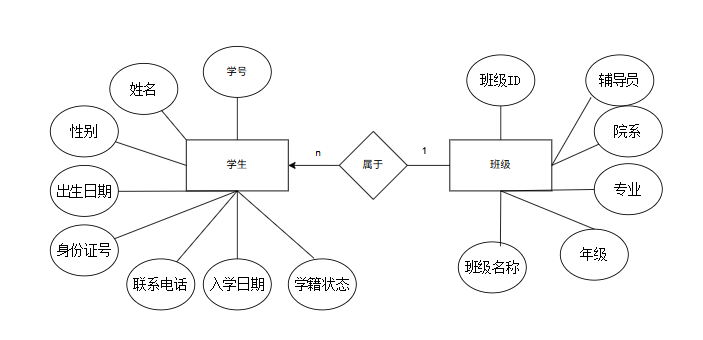 学号
姓名
性别
出生日期
身份证号
联系电话
入学日期
学籍状态
学生
n
属于
1
班级
班级ID
辅导员
院系
专业
年级
班级名称